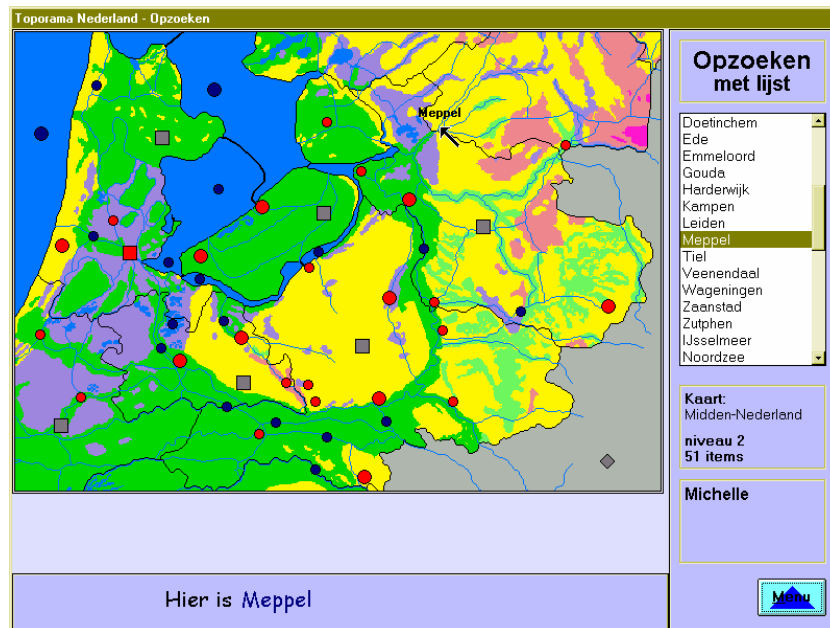 Toporama Nederland - Opzoeken
Meppel
Opzoeken
met lijst
Doetinchem
Ede
Emmeloord
Gouda
Harderwijk
Kampen
Leiden
Meppel
Tiel
Veenendaal
Wageningen
Zaanstad
Zutphen
IJsselmeer
Noordzee
Kaart:
Midden-Nederland
niveau 2
51 items
Michelle
Menu
Hier is Meppel